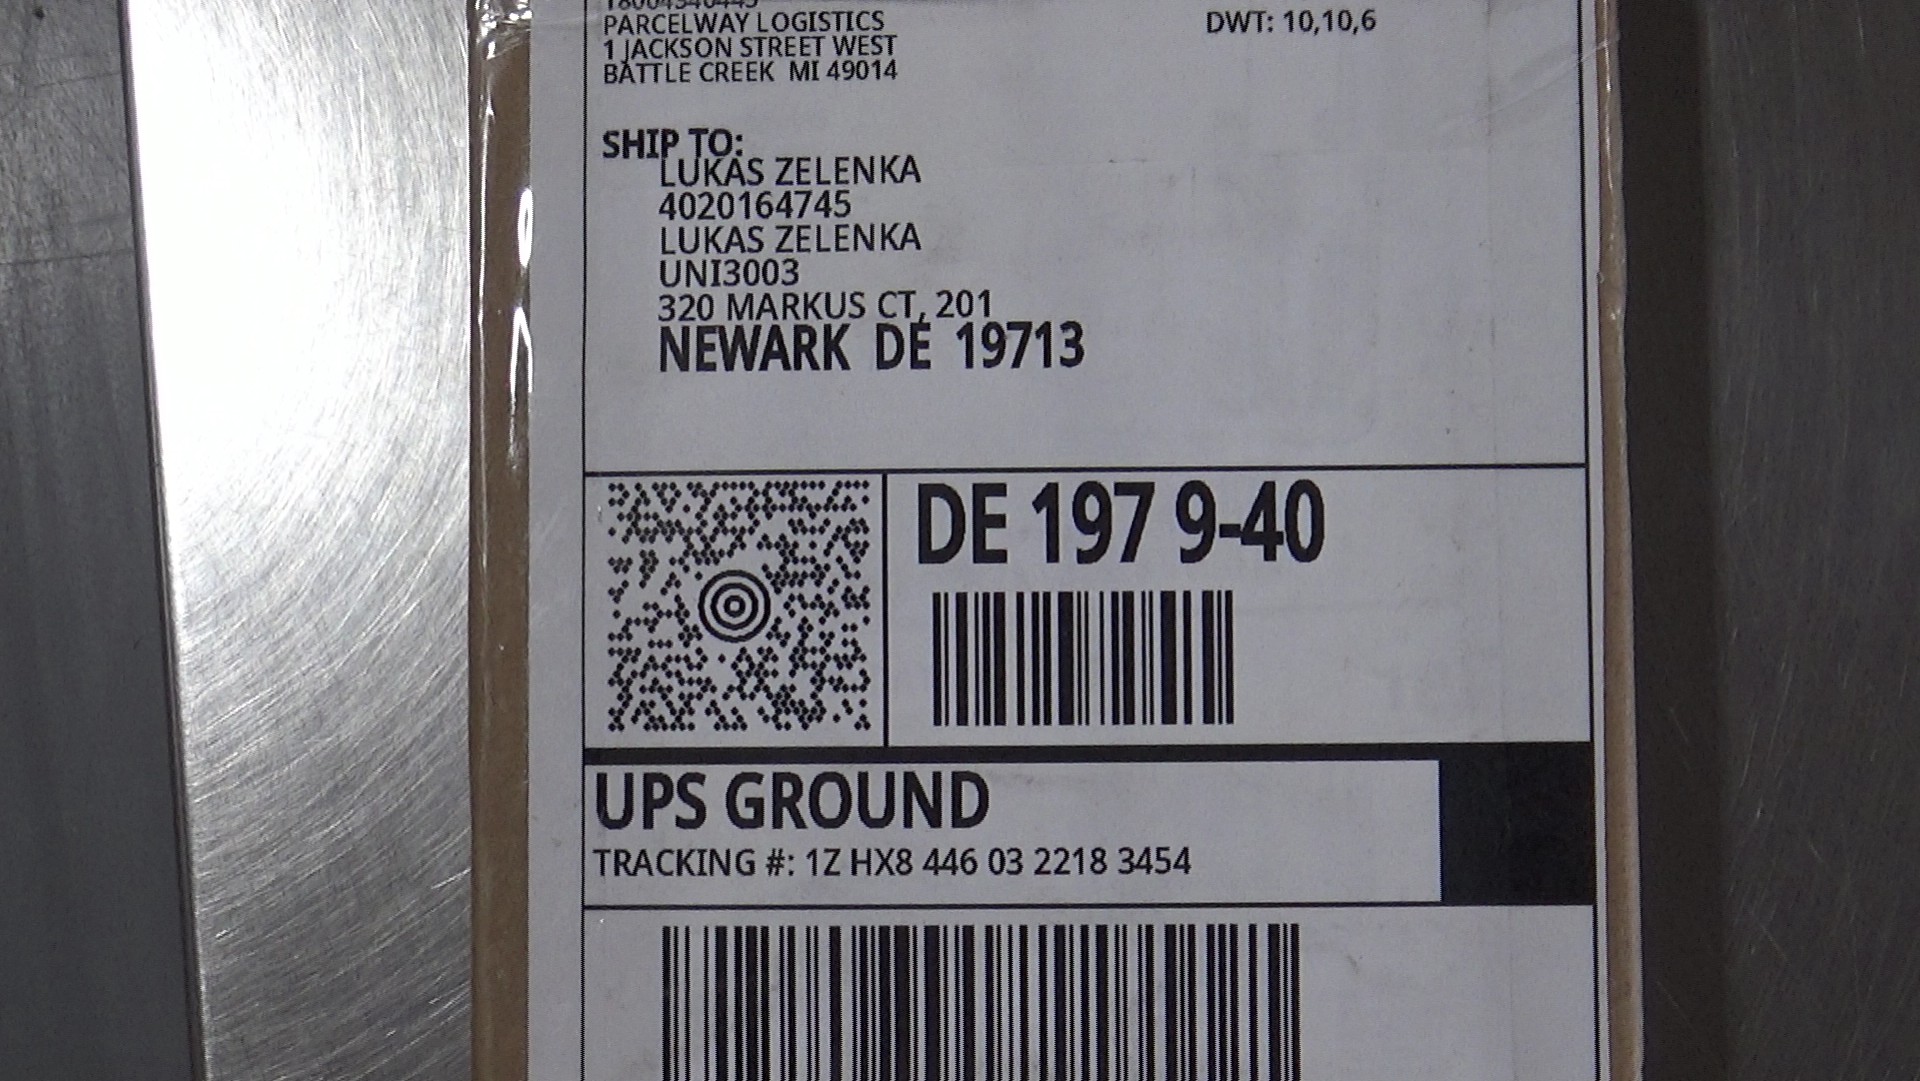 PARCELWAY LOGISTICS
1 JACKSON STREET WEST
BATTLE CREEK MI 49014
DWT: 10,10,6
SHIP TO:
LUKAS ZELENKA
4020164745
LUKAS ZELENKA
UNI3003
320 MARKUS CT, 201
NEWARK DE 19713
DE 197 9-40
UPS GROUND
TRACKING #: 1Z HX8 446 03 2218 3454